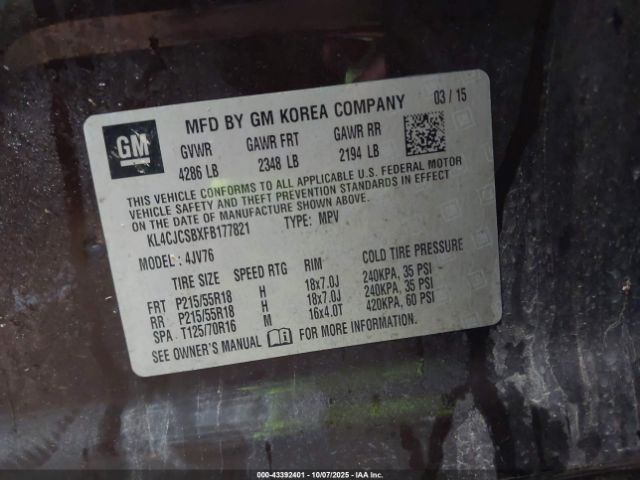 GM
MFD BY GM KOREA COMPANY 03 / 15
GVWR GAWR FRT GAWR RR
4286 LB 2348 LB 2194 LB
THIS VEHICLE CONFORMS TO ALL APPLICABLE U.S. FEDERAL MOTOR
VEHICLE SAFETY AND THEFT PREVENTION STANDARDS IN EFFECT
ON THE DATE OF MANUFACTURE SHOWN ABOVE.
KL4CJCSBXFB177821 TYPE: MPV
MODEL: 4JV76
TIRE SIZE SPEED RTG RIM COLD TIRE PRESSURE
FRT P215/55R18 H 18x7.0J 240KPA, 35 PSI
RR P215/55R18 H 18x7.0J 240KPA, 35 PSI
SPA T125/70R16 M 16x4.0T 420KPA, 60 PSI
SEE OWNER'S MANUAL FOR MORE INFORMATION.
000-43392401 - 10/07/2025 - © IAA, Inc.